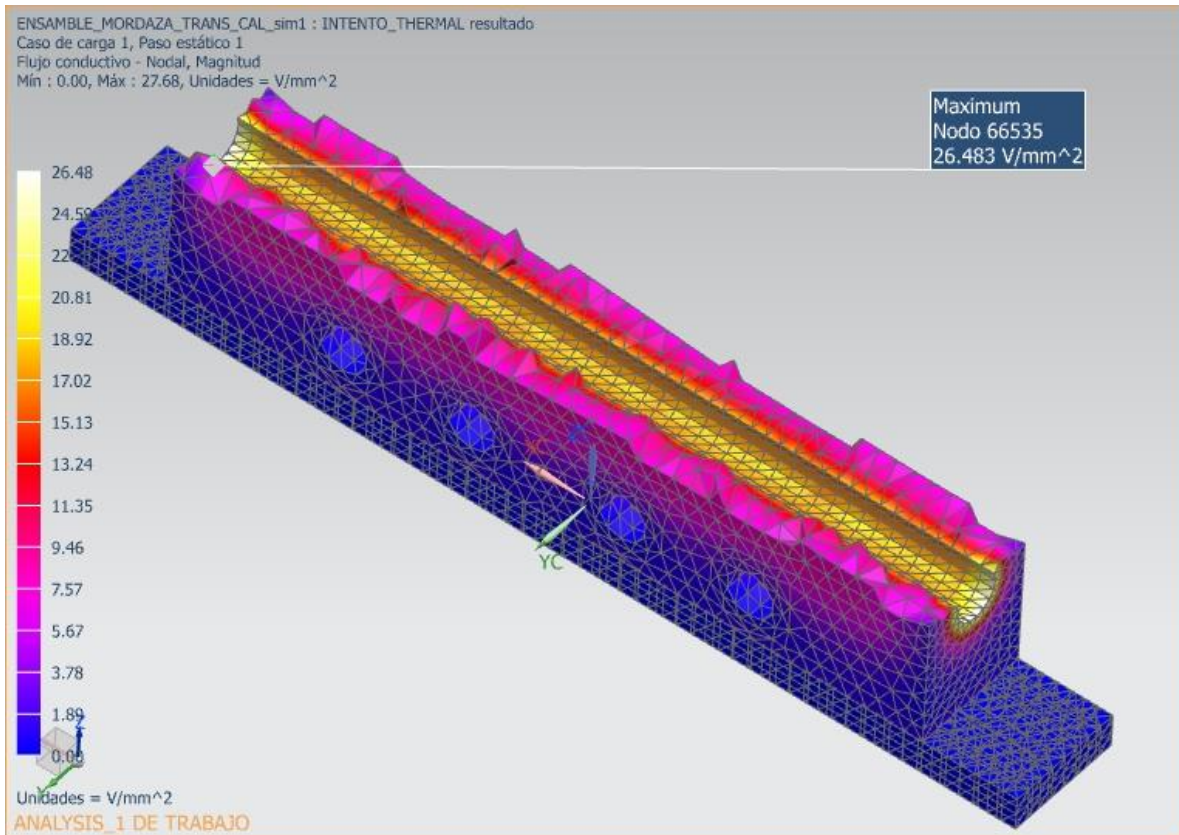 ENSAMBLE_MORDAZA_TRANS_CAL_sim1 : INTENTO_THERMAL resultado
Caso de carga 1, Paso estático 1
Flujo conductivo - Nodal, Magnitud
Mín : 0.00, Máx : 27.68, Unidades = V/mm^2
Maximum
Nodo 66535
26.483 V/mm^2
26.48
24.59
22
20.81
18.92
17.02
15.13
13.24
11.35
9.46
7.57
5.67
3.78
1.89
0.00
YC
Z
Y
Unidades = V/mm^2
ANALYSIS_1 DE TRABAJO